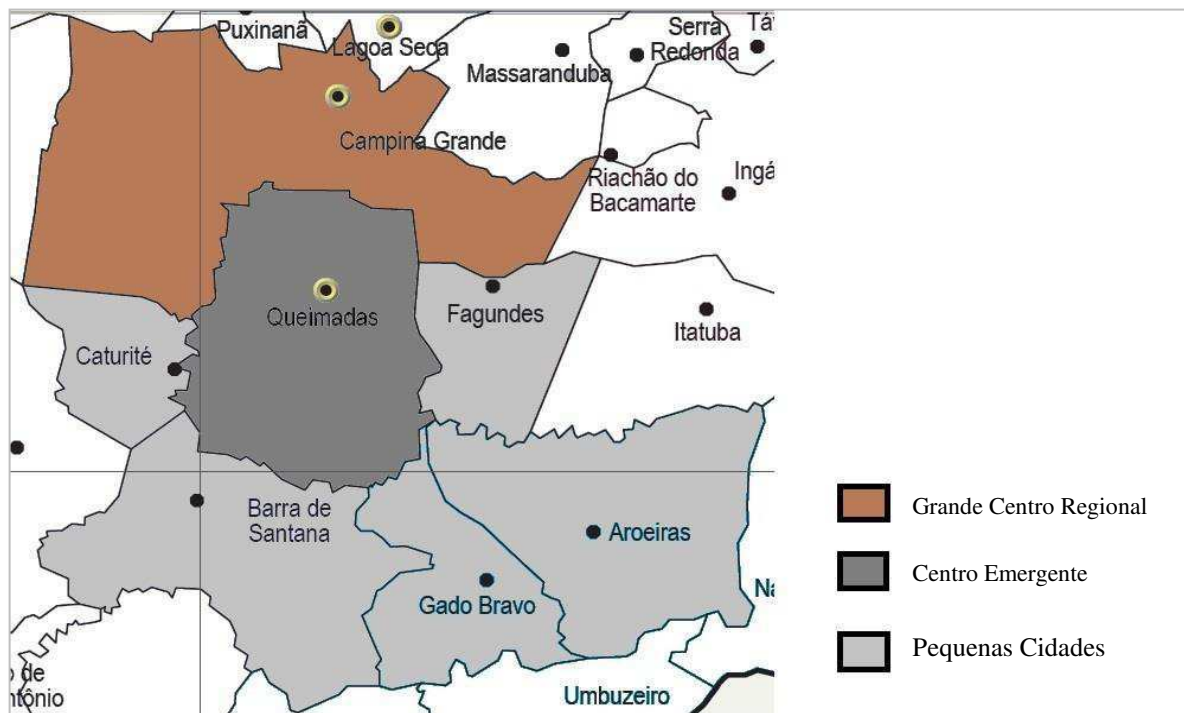 Puxinanã
Lagoa Seca
Serra
Redonda
Massaranduba
Campina Grande
Riachão do
Bacamarte
Ingá
Queimadas
Fagundes
Itatuba
Caturité
Barra de
Santana
Aroeiras
Gado Bravo
Umbuzeiro
de
Grande Centro Regional
Centro Emergente
Pequenas Cidades